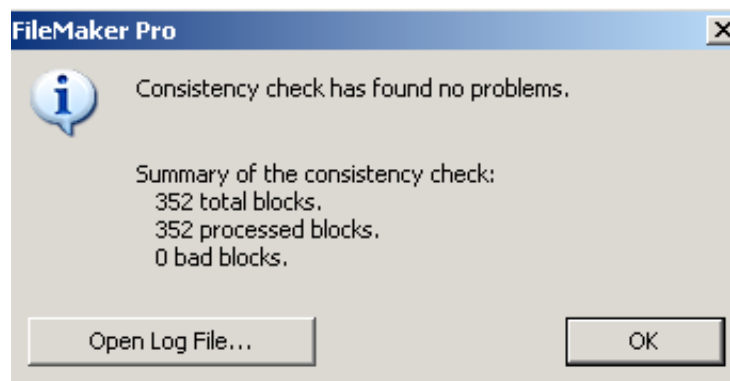 FileMaker Pro
Consistency check has found no problems.
Summary of the consistency check:
352 total blocks.
352 processed blocks.
0 bad blocks.
Open Log File...
OK